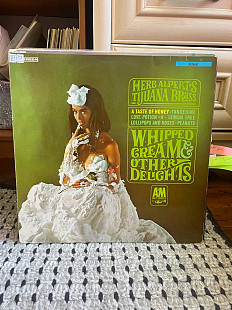 HERB ALPERT'S
TIJUANA BRASS
A TASTE OF HONEY · TANGERINE
LOVE POTION #9 · LEMON TREE
LOLLIPOPS AND ROSES · PEANUTS
WHIPPED
CREAM &
OTHER
DELIGHTS
A&M